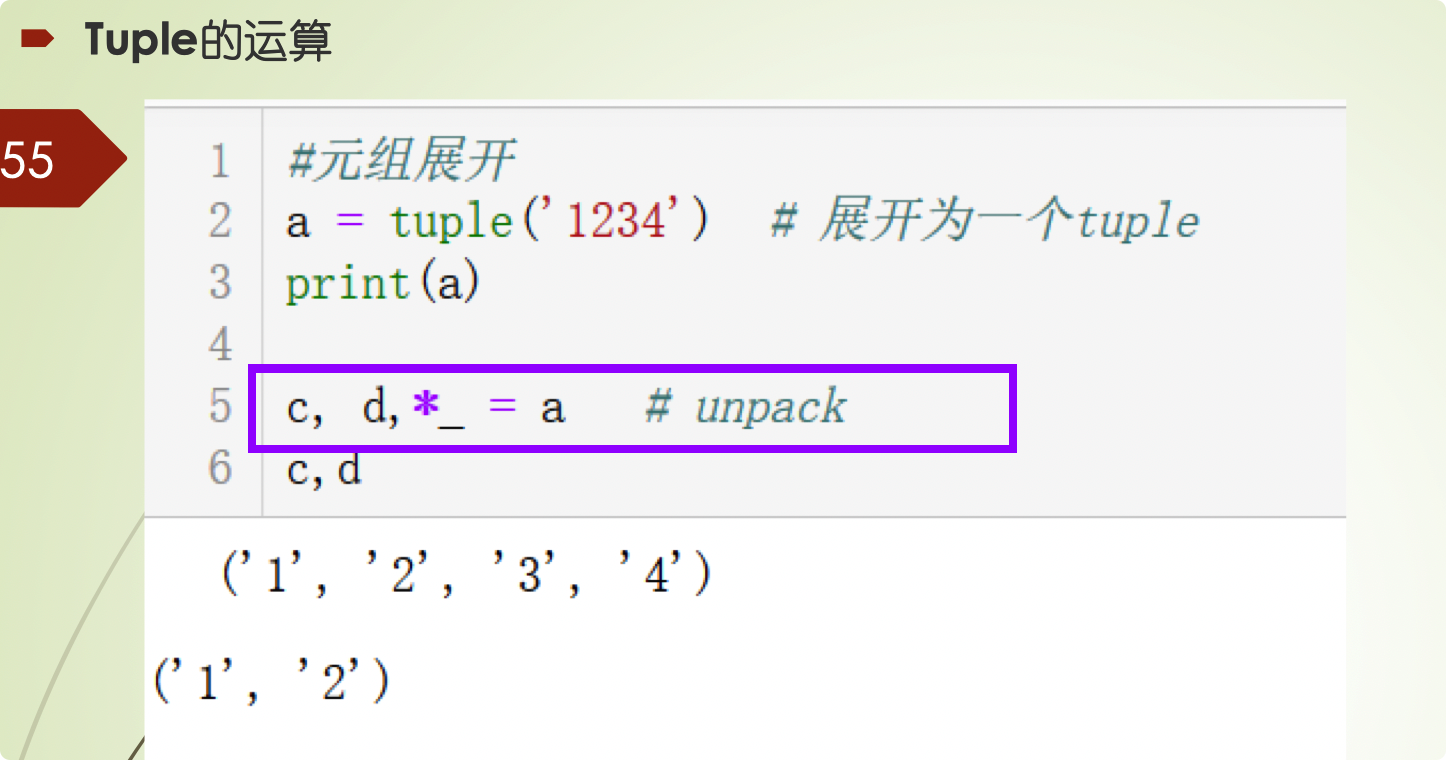 Tuple的运算
55
1 #元组展开
2 a = tuple('1234')  # 展开为一个tuple
3 print(a)
4
5 c, d,*_ = a   # unpack
6 c,d
('1', '2', '3', '4')
('1', '2')